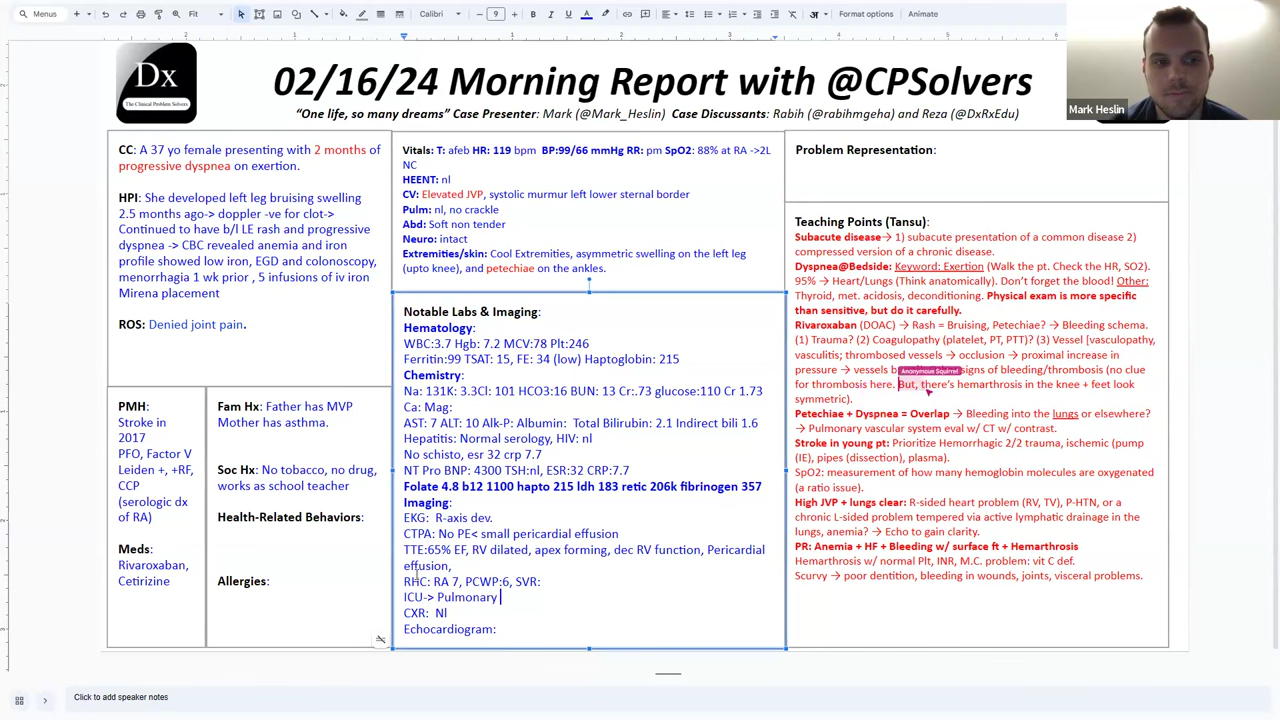 Menus
Fit
Calibri
9
B
I
U
A
Format options
Animate
2
1
1
2
3
4
5
6
Dx
The Clinical Problem Solvers
02/16/24 Morning Report with @CPSolvers
“One life, so many dreams” Case Presenter: Mark (@Mark_Heslin) Case Discussants: Rabih (@rabihmgeha) and Reza (@DxRxEdu)
Mark Heslin
CC: A 37 yo female presenting with 2 months of
progressive dyspnea on exertion.
HPI: She developed left leg bruising swelling
2.5 months ago-> doppler -ve for clot->
Continued to have b/l LE rash and progressive
dyspnea -> CBC revealed anemia and iron
profile showed low iron, EGD and colonoscopy,
menorrhagia 1 wk prior , 5 infusions of iv iron
Mirena placement
ROS: Denied joint pain.
PMH:
Stroke in
2017
PFO, Factor V
Leiden +, +RF,
CCP
(serologic dx
of RA)
Meds:
Rivaroxaban,
Cetirizine
Fam Hx: Father has MVP
Mother has asthma.
Soc Hx: No tobacco, no drug,
works as school teacher
Health-Related Behaviors:
Allergies:
Vitals: T: afeb HR: 119 bpm BP:99/66 mmHg RR: pm SpO2: 88% at RA ->2L
NC
HEENT: nl
CV: Elevated JVP, systolic murmur left lower sternal border
Pulm: nl, no crackle
Abd: Soft non tender
Neuro: intact
Extremities/skin: Cool Extremities, asymmetric swelling on the left leg
(upto knee), and petechiae on the ankles.
Notable Labs & Imaging:
Hematology:
WBC:3.7 Hgb: 7.2 MCV:78 Plt:246
Ferritin:99 TSAT: 15, FE: 34 (low) Haptoglobin: 215
Chemistry:
Na: 131K: 3.3Cl: 101 HCO3:16 BUN: 13 Cr:.73 glucose:110 Cr 1.73
Ca: Mag:
AST: 7 ALT: 10 Alk-P: Albumin: Total Bilirubin: 2.1 Indirect bili 1.6
Hepatitis: Normal serology, HIV: nl
No schisto, esr 32 crp 7.7
NT Pro BNP: 4300 TSH:nl, ESR:32 CRP:7.7
Folate 4.8 b12 1100 hapto 215 ldh 183 retic 206k fibrinogen 357
Imaging:
EKG: R-axis dev.
CTPA: No PE< small pericardial effusion
TTE:65% EF, RV dilated, apex forming, dec RV function, Pericardial
effusion,
RHC: RA 7, PCWP:6, SVR:
ICU-> Pulmonary
CXR: Nl
Echocardiogram:
Problem Representation:
Teaching Points (Tansu):
Subacute disease→ 1) subacute presentation of a common disease 2)
compressed version of a chronic disease.
Dyspnea@Bedside: Keyword: Exertion (Walk the pt. Check the HR, SO2).
95% → Heart/Lungs (Think anatomically). Don’t forget the blood! Other:
Thyroid, met. acidosis, deconditioning. Physical exam is more specific
than sensitive, but do it carefully.
Rivaroxaban (DOAC) → Rash = Bruising, Petechiae? → Bleeding schema.
(1) Trauma? (2) Coagulopathy (platelet, PT, PTT)? (3) Vessel [vasculopathy,
vasculitis; thrombosed vessels → occlusion → proximal increase in
pressure → vessels signs of bleeding/thrombosis (no clue
Anonymous Squirrel
for thrombosis here. But, there’s hemarthrosis in the knee + feet look
symmetric).
Petechiae + Dyspnea = Overlap → Bleeding into the lungs or elsewhere?
→ Pulmonary vascular system eval w/ CT w/ contrast.
Stroke in young pt: Prioritize Hemorrhagic 2/2 trauma, ischemic (pump
(IE), pipes (dissection), plasma).
SpO2: measurement of how many hemoglobin molecules are oxygenated
(a ratio issue).
High JVP + lungs clear: R-sided heart problem (RV, TV), P-HTN, or a
chronic L-sided problem tempered via active lymphatic drainage in the
lungs, anemia? → Echo to gain clarity.
PR: Anemia + HF + Bleeding w/ surface ft + Hemarthrosis
Hemarthrosis w/ normal Plt, INR, M.C. problem: vit C def.
Scurvy → poor dentition, bleeding in wounds, joints, visceral problems.
Click to add speaker notes